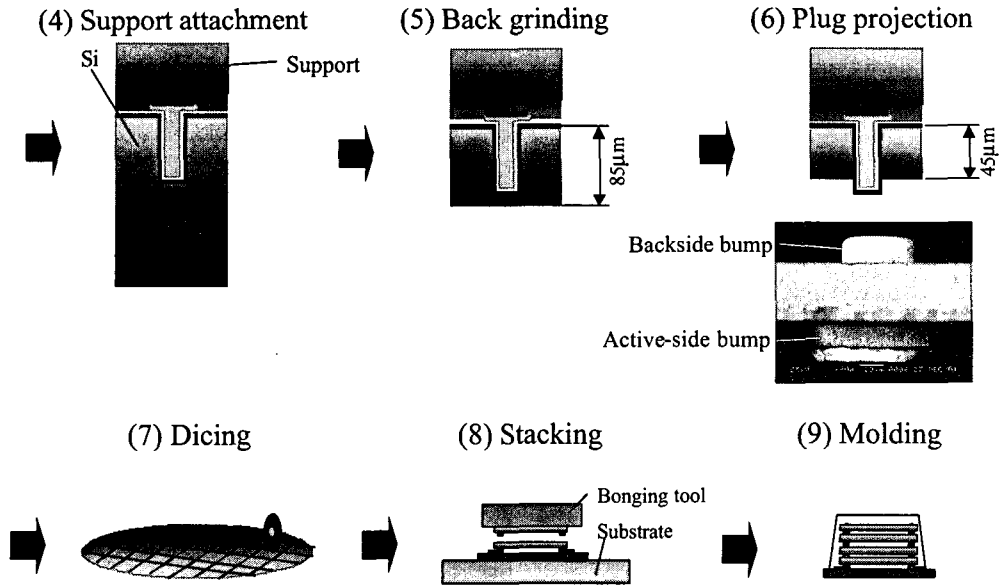 (4) Support attachment
(5) Back grinding
(6) Plug projection
Si
Support
85μm
45μm
Backside bump
Active-side bump
(7) Dicing
(8) Stacking
(9) Molding
Bonging tool
Substrate